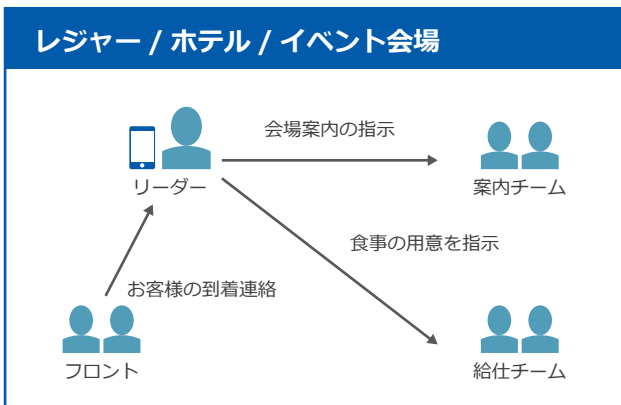 レジャー / ホテル / イベント会場
会場案内の指示
リーダー
案内チーム
食事の用意を指示
お客様の到着連絡
フロント
給仕チーム